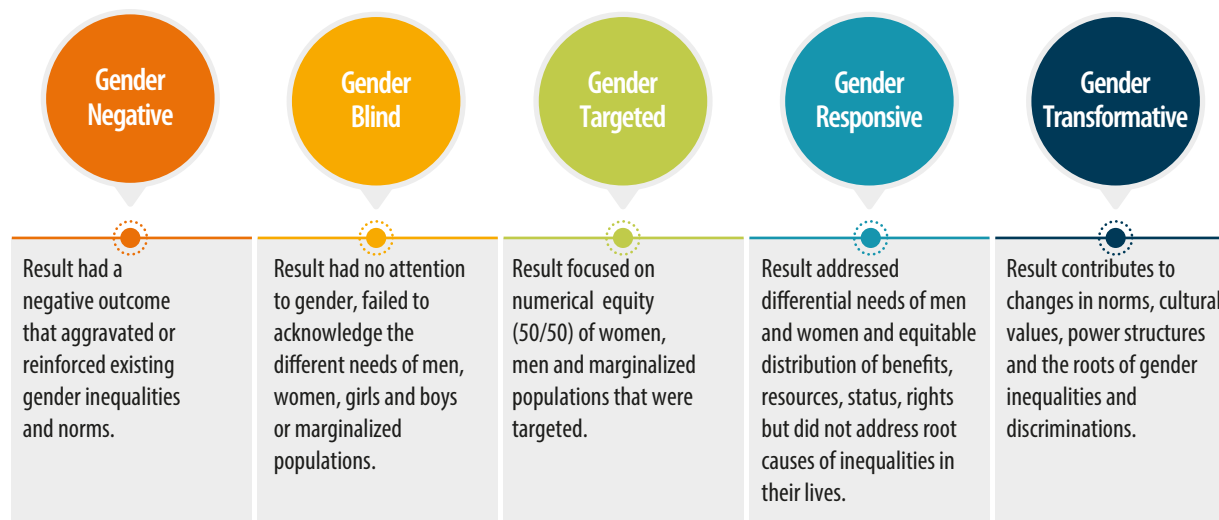 Gender
Negative
Gender
Blind
Gender
Targeted
Gender
Responsive
Gender
Transformative
Result had a
negative outcome
that aggravated or
reinforced existing
gender inequalities
and norms.
Result had no attention
to gender, failed to
acknowledge the
different needs of men,
women, girls and boys
or marginalized
populations.
Result focused on
numerical equity
(50/50) of women,
men and marginalized
populations that were
targeted.
Result addressed
differential needs of men
and women and equitable
distribution of benefits,
resources, status, rights
but did not address root
causes of inequalities in
their lives.
Result contributes to
changes in norms, cultural
values, power structures
and the roots of gender
inequalities and
discriminations.